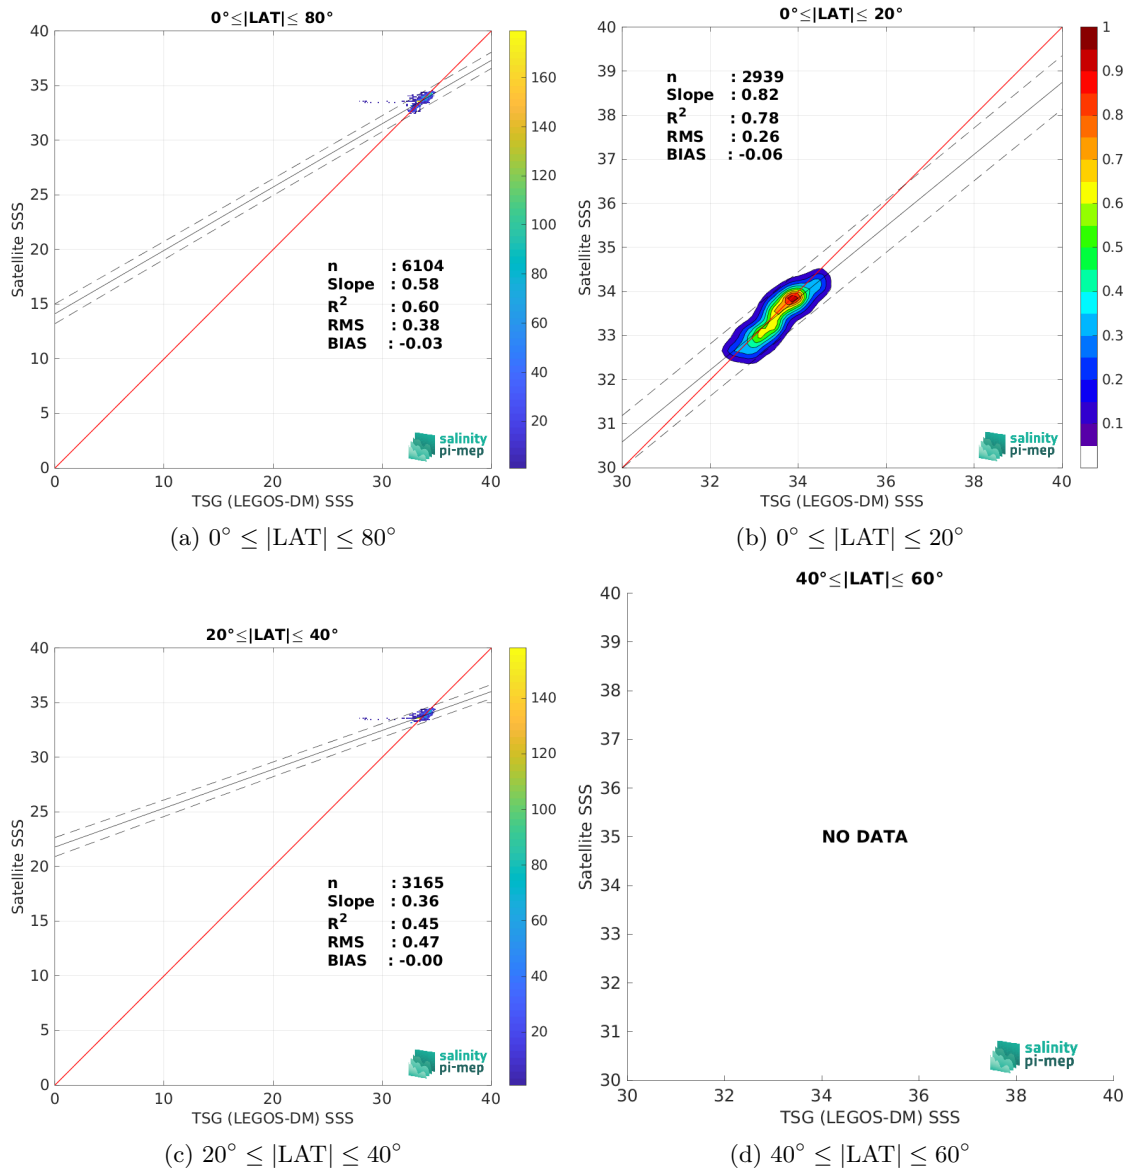 0°≤|LAT|≤ 80°
40
35
30
25
20
15
10
5
0
Satellite SSS
n : 6104
Slope : 0.58
R² : 0.60
RMS : 0.38
BIAS : -0.03
salinity
pi-mep
0 10 20 30 40
TSG (LEGOS-DM) SSS
160
140
120
100
80
60
40
20
(a) 0° ≤ |LAT| ≤ 80°
0°≤|LAT|≤ 20°
40
39
38
37
36
35
34
33
32
31
30
Satellite SSS
n : 2939
Slope : 0.82
R² : 0.78
RMS : 0.26
BIAS : -0.06
salinity
pi-mep
30 32 34 36 38 40
TSG (LEGOS-DM) SSS
1
0.9
0.8
0.7
0.6
0.5
0.4
0.3
0.2
0.1
(b) 0° ≤ |LAT| ≤ 20°
20°≤|LAT|≤ 40°
40
35
30
25
20
15
10
5
0
Satellite SSS
n : 3165
Slope : 0.36
R² : 0.45
RMS : 0.47
BIAS : -0.00
salinity
pi-mep
0 10 20 30 40
TSG (LEGOS-DM) SSS
140
120
100
80
60
40
20
(c) 20° ≤ |LAT| ≤ 40°
40°≤|LAT|≤ 60°
40
39
38
37
36
35
34
33
32
31
30
Satellite SSS
NO DATA
salinity
pi-mep
30 32 34 36 38 40
TSG (LEGOS-DM) SSS
(d) 40° ≤ |LAT| ≤ 60°